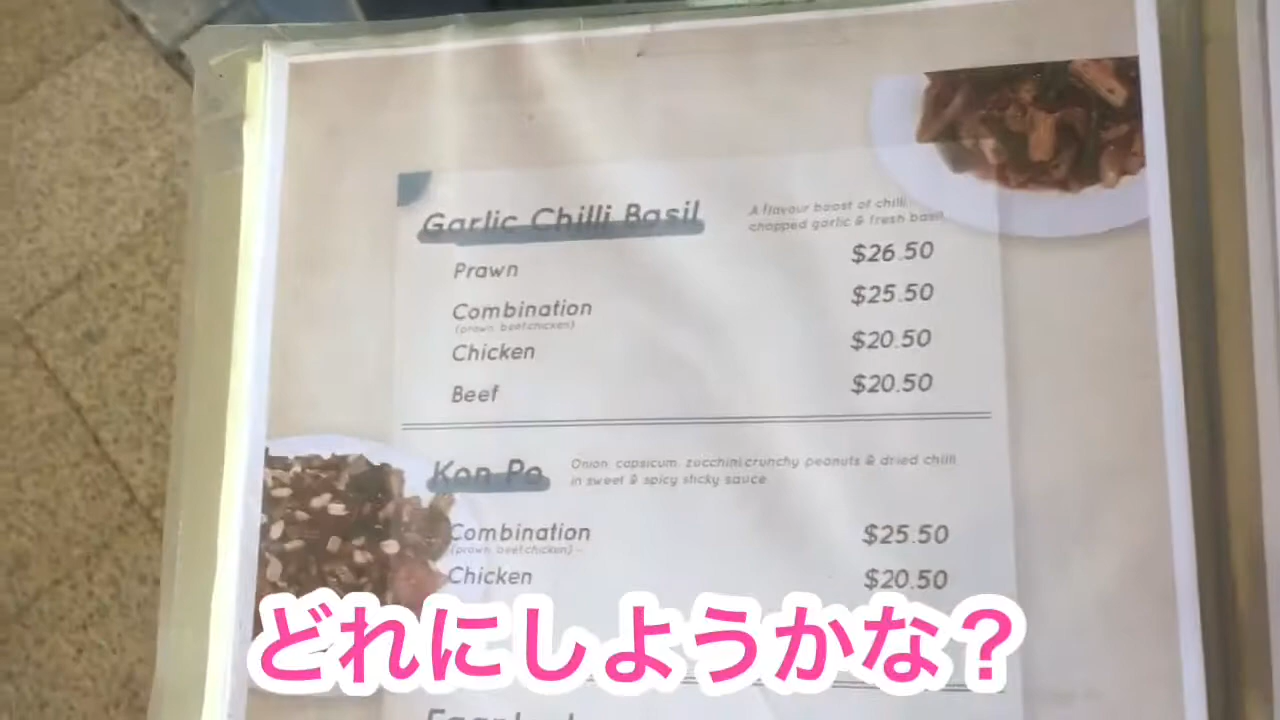 Garlic Chilli Basil
A flavour boost of chilli,
chopped garlic & fresh basil
Prawn $26.50
Combination $25.50
(prawn, beef,chicken)
Chicken $20.50
Beef $20.50
Kon Po
Onion, capsicum, zucchini,crunchy peanuts & dried chilli
in sweet & spicy sticky sauce
Combination $25.50
(prawn, beef,chicken)
Chicken $20.50
どれにしようかな？